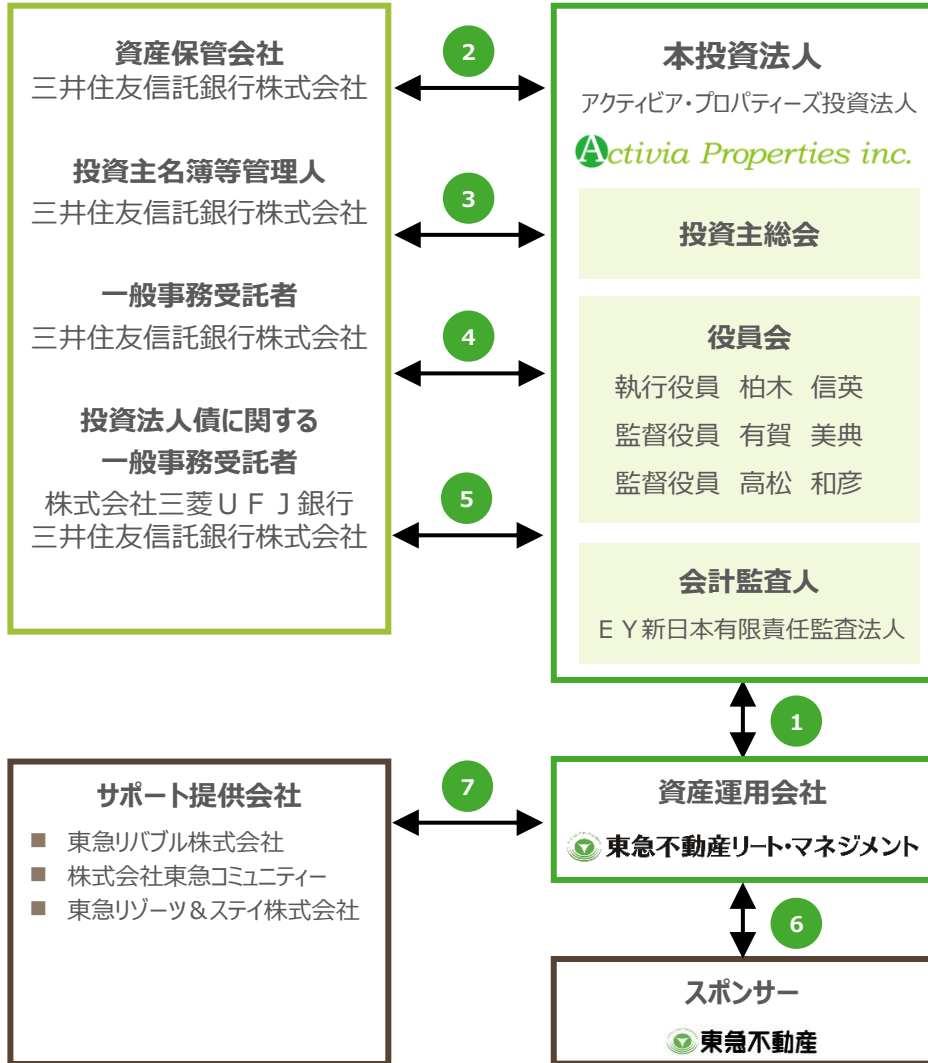 資産保管会社
三井住友信託銀行株式会社
2
投資主名簿等管理人
三井住友信託銀行株式会社
3
一般事務受託者
三井住友信託銀行株式会社
4
投資法人債に関する
一般事務受託者
株式会社三菱ＵＦＪ銀行
三井住友信託銀行株式会社
5
本投資法人
アクティビア・プロパティーズ投資法人
Activia Properties inc.
投資主総会
役員会
執行役員 柏木 信英
監督役員 有賀 美典
監督役員 高松 和彦
会計監査人
ＥＹ新日本有限責任監査法人
1
サポート提供会社
■ 東急リバブル株式会社
■ 株式会社東急コミュニティー
■ 東急リゾーツ＆ステイ株式会社
7
資産運用会社
東急不動産リート・マネジメント
6
スポンサー
東急不動産